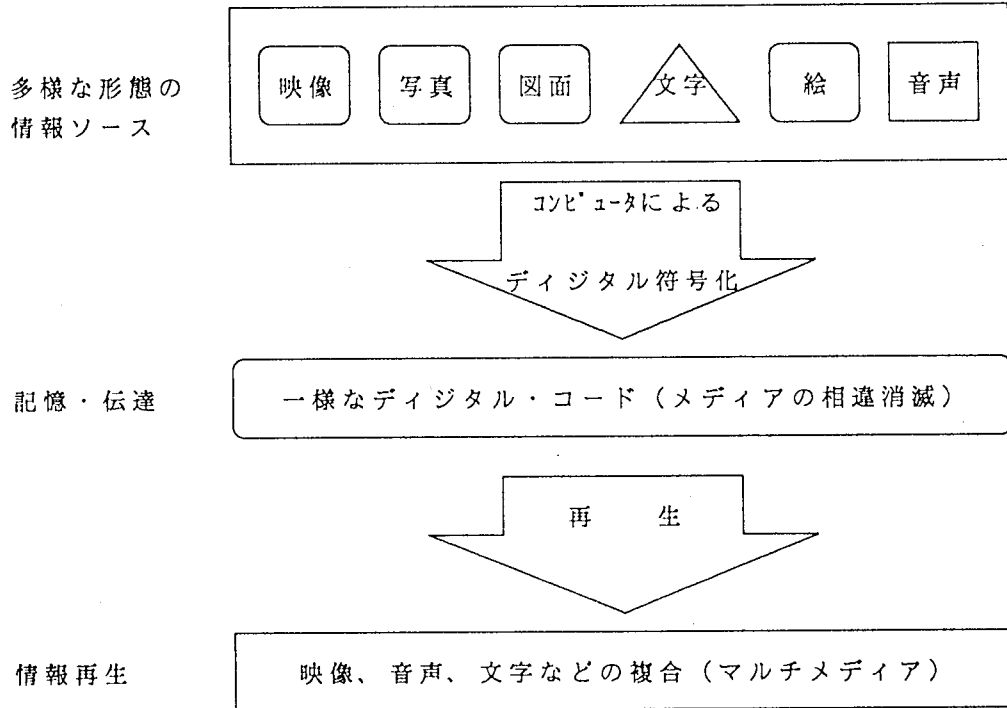 多様な形態の
情報ソース
映像 写真 図面 文字 絵 音声
コンピュータによる
ディジタル符号化
記憶・伝達
一様なディジタル・コード（メディアの相違消滅）
再 生
情報再生
映像、音声、文字などの複合（マルチメディア）